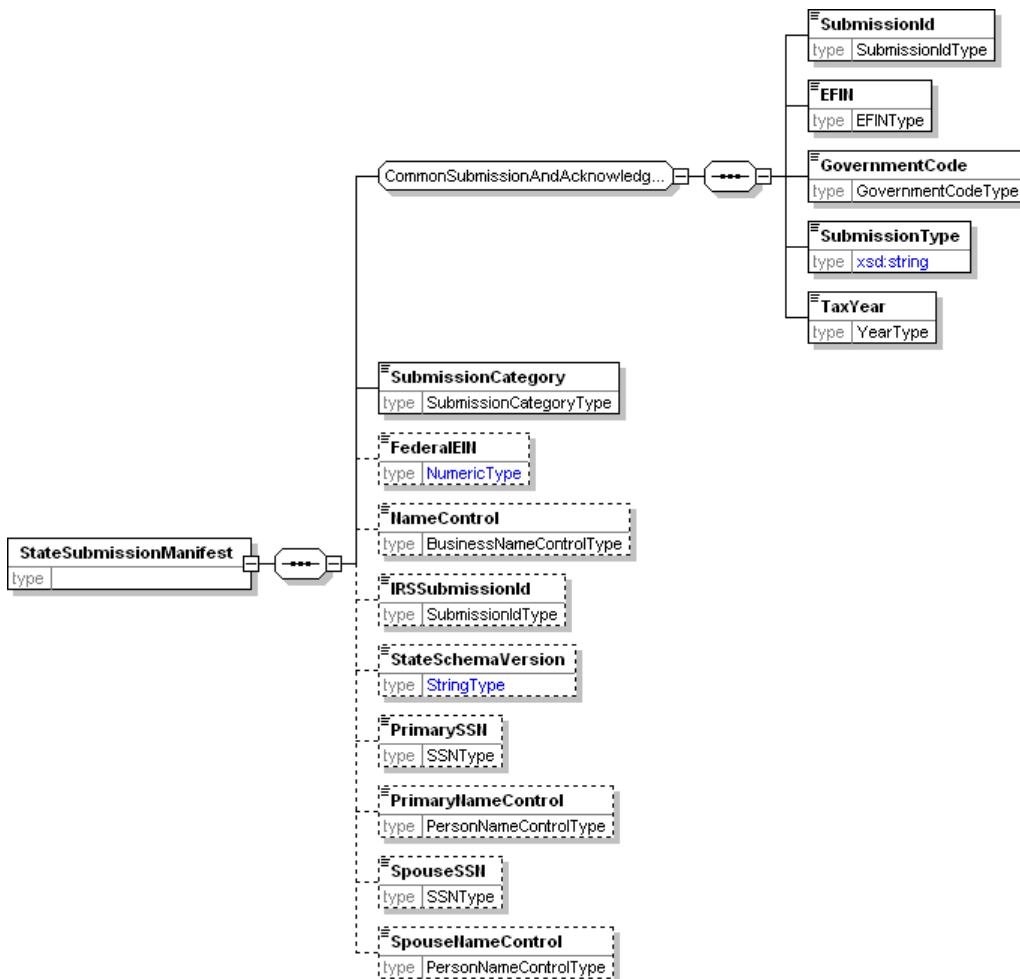 SubmissionId
type SubmissionIdType
EFIN
type EFINType
GovernmentCode
type GovernmentCodeType
SubmissionType
type xsd:string
TaxYear
type YearType
CommonSubmissionAndAcknowledg...
SubmissionCategory
type SubmissionCategoryType
FederalEIN
type NumericType
NameControl
type BusinessNameControlType
StateSubmissionManifest
type
IRSSubmissionId
type SubmissionIdType
StateSchemaVersion
type StringType
PrimarySSN
type SSNType
PrimaryNameControl
type PersonNameControlType
SpouseSSN
type SSNType
SpouseNameControl
type PersonNameControlType